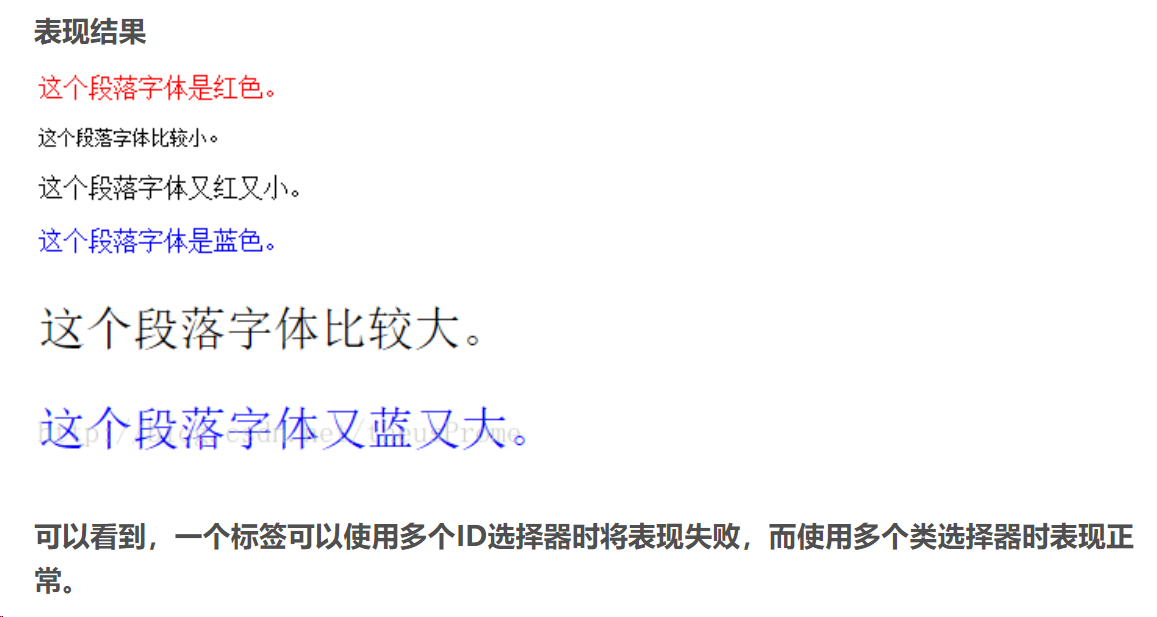 表现结果
这个段落字体是红色。
这个段落字体比较小。
这个段落字体又红又小。
这个段落字体是蓝色。
这个段落字体比较大。
这个段落字体又蓝又大。
可以看到，一个标签可以使用多个ID选择器时将表现失败，而使用多个类选择器时表现正
常。